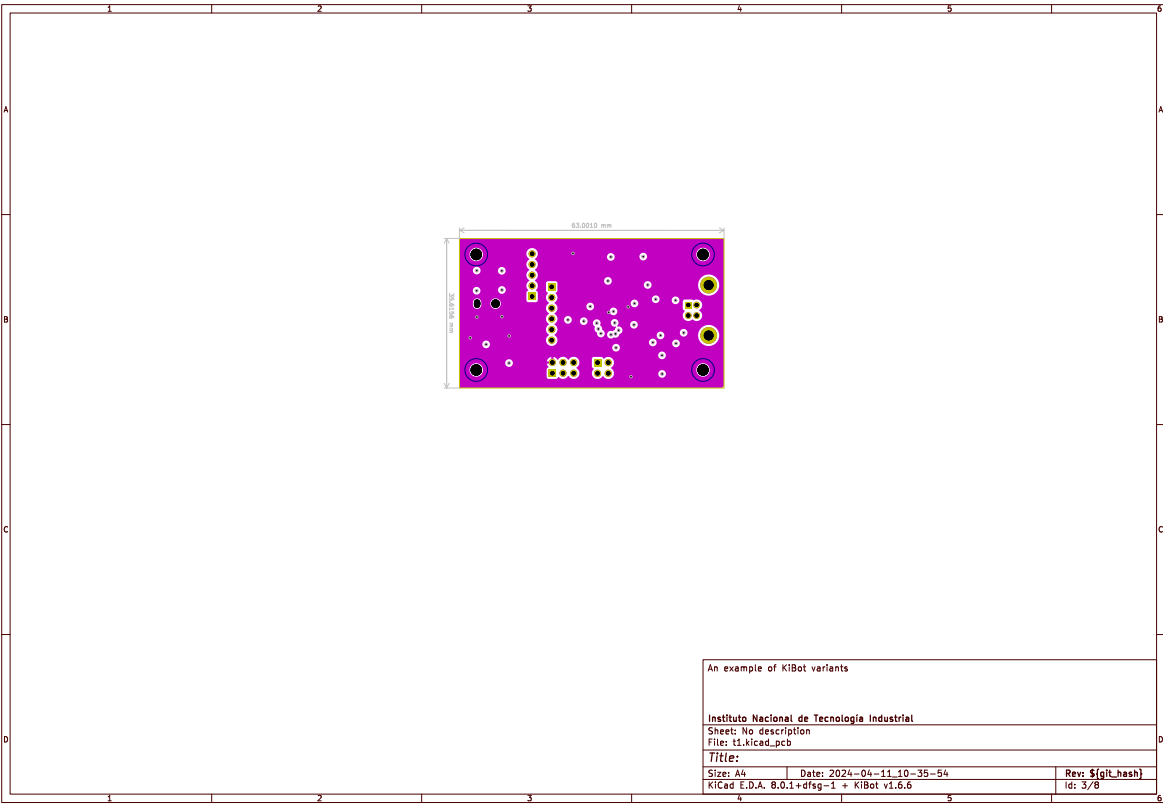 1 2 3 4 5 6
63.0010 mm
A A
B B
C C
D D
An example of KiBot variants
Instituto Nacional de Tecnología Industrial
Sheet: No description
File: t1.kicad_pcb
Title:
Size: A4 Date: 2024-04-11_10-35-54 Rev: ${git_hash}
KiCad E.D.A. 8.0.1+dfsg-1 + KiBot v1.6.6 Id: 3/8
1 2 3 4 5 6